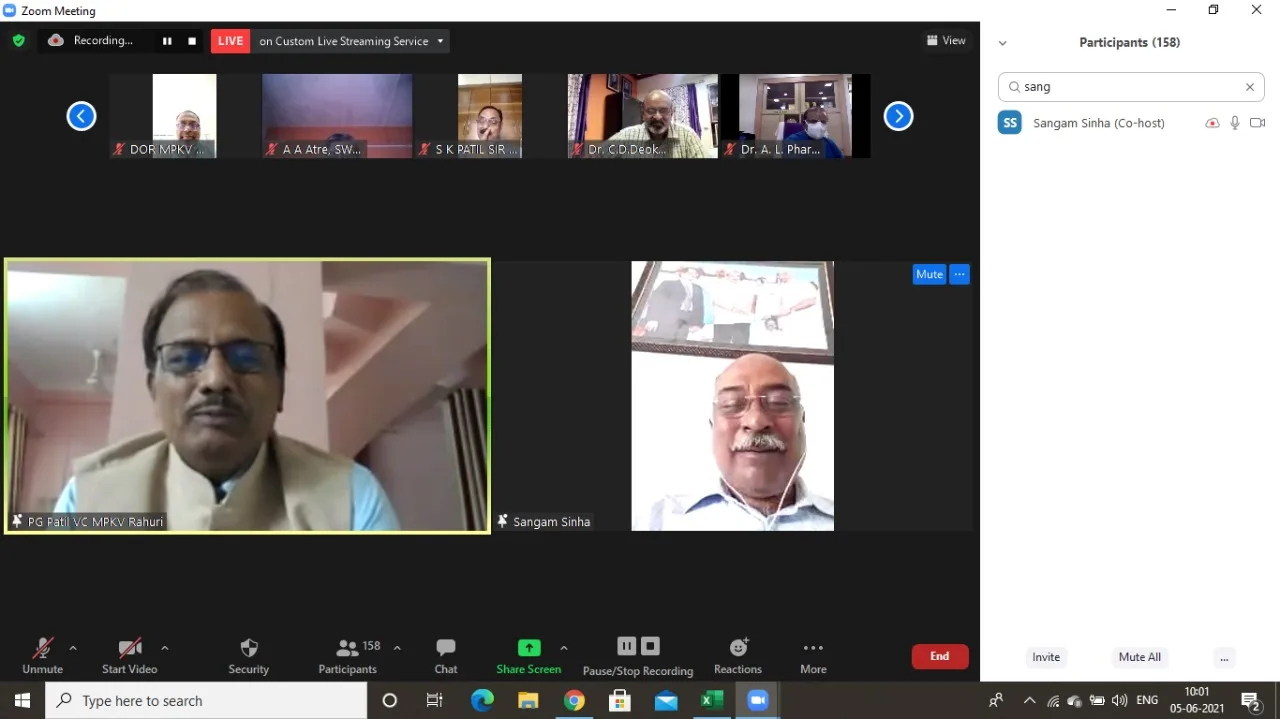 Zoom Meeting
Recording...
LIVE on Custom Live Streaming Service
View
DOR MPKV ...
A A Atre, SW...
S K PATIL SIR ...
Dr. C.D.Deok...
Dr. A. L. Phar...
Mute
...
PG Patil VC MPKV Rahuri
Sangam Sinha
Participants (158)
sang
SS Sangam Sinha (Co-host)
Unmute
Start Video
Security
158
Participants
Chat
Share Screen
Pause/Stop Recording
Reactions
More
End
Invite
Mute All
...
Type here to search
ENG
10:01
05-06-2021
2